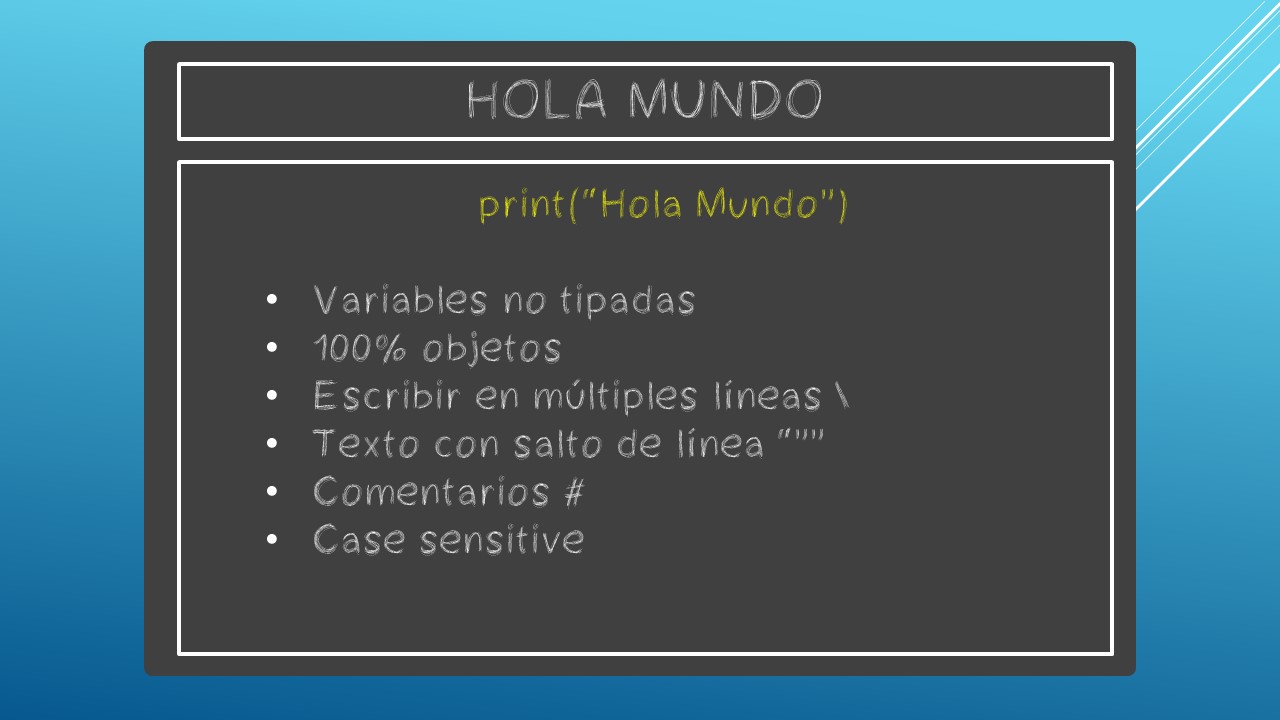 HOLA MUNDO
print(“Hola Mundo”)
• Variables no tipadas
• 100% objetos
• Escribir en múltiples líneas \
• Texto con salto de línea “””
• Comentarios #
• Case sensitive